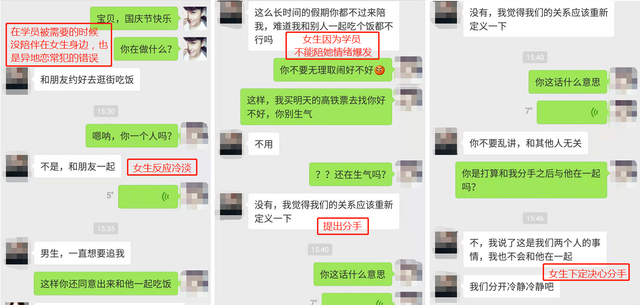 宝贝，国庆节快乐
在学员被需要的时候
没陪伴在女生身边，也
是异地恋常犯的错误
你在做什么？
和朋友约好去逛街吃饭
15:30
嗯呐，你一个人吗？
不是，和朋友一起
女生反应冷淡
5"
15:35
男生，一直想要追我
这样你还同意出来和他一起吃饭
这么长时间的假期你都不过来陪
我，难道我和别人一起吃个饭都不
行吗
女生因为学员
不能陪她情绪爆发
你不要无理取闹好不好
这样，我买明天的高铁票去找你好
不好，你别生气
不用
？？还在生气吗？
没有，我觉得我们的关系应该重新
定义一下
提出分手
15:40
你这话什么意思
7"
没有，我觉得我们的关系应该重新
定义一下
15:40
你这话什么意思
7"
你不要乱讲，和其他人无关
你是打算和我分手之后与他在一起
吗？
15:46
不，我说了这是我们两个人的事
情，我也不会和他在一起
女生下定决心分手
我们分开冷静冷静吧